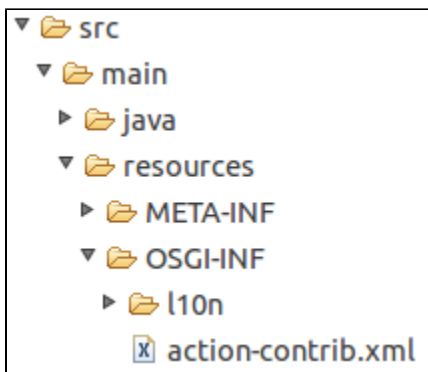 src
main
java
resources
META-INF
OSGI-INF
l10n
action-contrib.xml